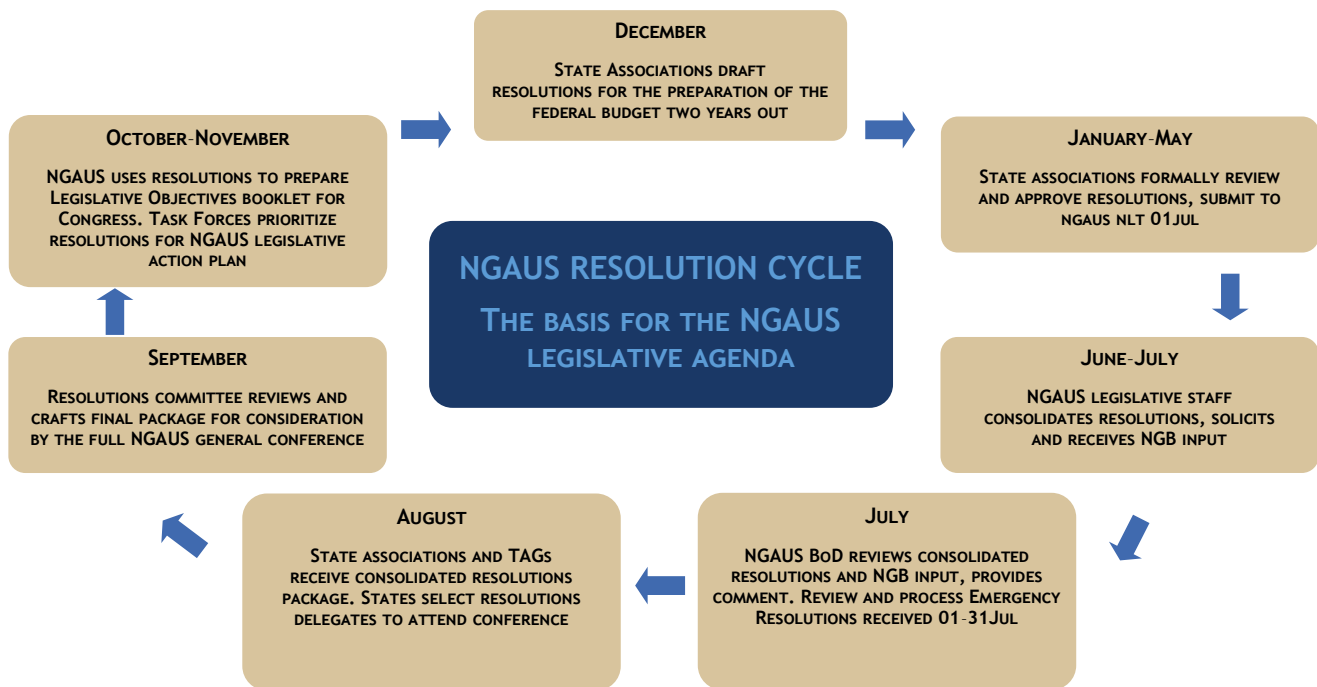 DECEMBER
STATE ASSOCIATIONS DRAFT
RESOLUTIONS FOR THE PREPARATION OF THE
FEDERAL BUDGET TWO YEARS OUT
JANUARY-MAY
STATE ASSOCIATIONS FORMALLY REVIEW
AND APPROVE RESOLUTIONS, SUBMIT TO
NGAUS NLT 01JUL
JUNE-JULY
NGAUS LEGISLATIVE STAFF
CONSOLIDATES RESOLUTIONS, SOLICITS
AND RECEIVES NGB INPUT
JULY
NGAUS BOD REVIEWS CONSOLIDATED
RESOLUTIONS AND NGB INPUT, PROVIDES
COMMENT. REVIEW AND PROCESS EMERGENCY
RESOLUTIONS RECEIVED 01-31JUL
AUGUST
STATE ASSOCIATIONS AND TAGS
RECEIVE CONSOLIDATED RESOLUTIONS
PACKAGE. STATES SELECT RESOLUTIONS
DELEGATES TO ATTEND CONFERENCE
SEPTEMBER
RESOLUTIONS COMMITTEE REVIEWS AND
CRAFTS FINAL PACKAGE FOR CONSIDERATION
BY THE FULL NGAUS GENERAL CONFERENCE
OCTOBER-NOVEMBER
NGAUS USES RESOLUTIONS TO PREPARE
LEGISLATIVE OBJECTIVES BOOKLET FOR
CONGRESS. TASK FORCES PRIORITIZE
RESOLUTIONS FOR NGAUS LEGISLATIVE
ACTION PLAN
NGAUS RESOLUTION CYCLE
THE BASIS FOR THE NGAUS
LEGISLATIVE AGENDA